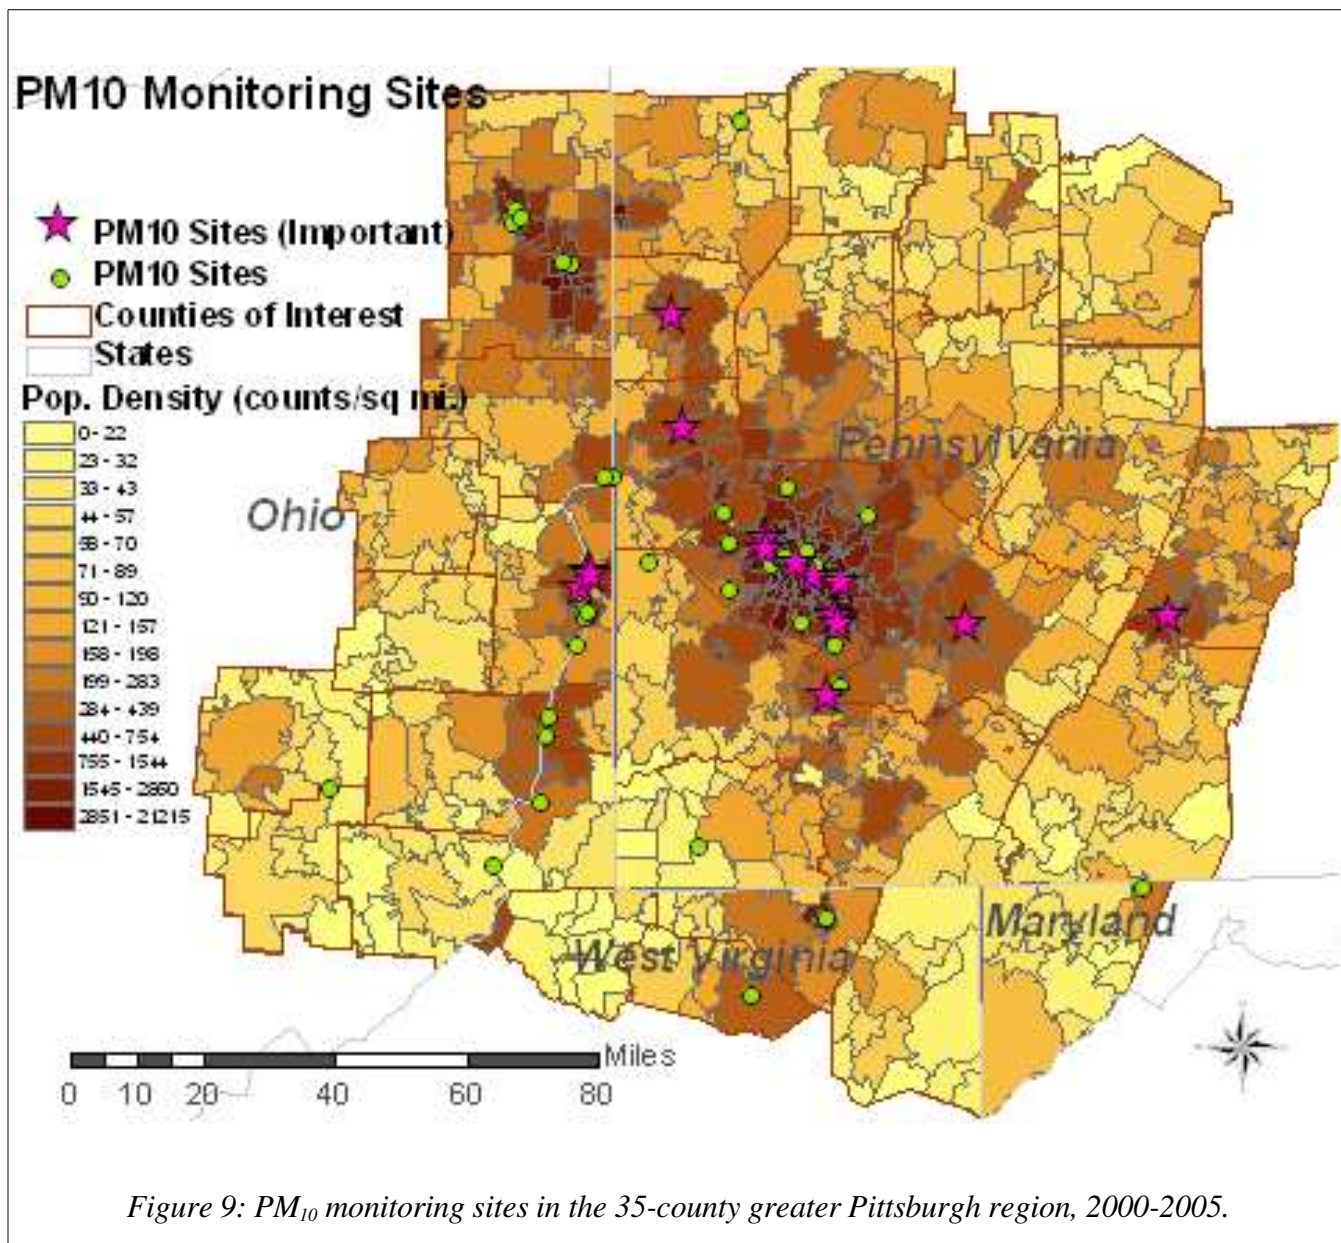 PM10 Monitoring Sites
PM10 Sites (Important)
PM10 Sites
Counties of Interest
States
Pop. Density (counts/sq mi.)
0 - 22
23 - 32
33 - 43
44 - 57
58 - 70
71 - 89
90 - 120
121 - 157
158 - 198
199 - 283
284 - 439
440 - 754
755 - 1544
1545 - 2850
2851 - 21215
Pennsylvania
Ohio
Maryland
West Virginia
Miles
0 10 20 40 60 80
Figure 9: PM10 monitoring sites in the 35-county greater Pittsburgh region, 2000-2005.